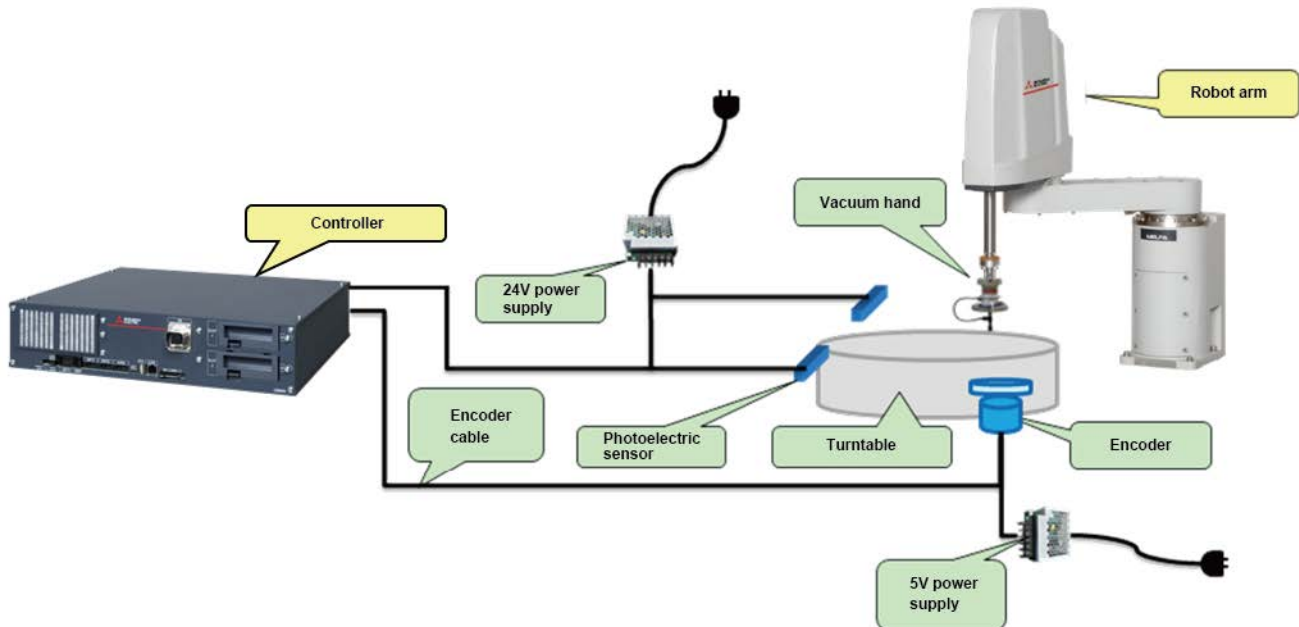 Robot arm
Vacuum hand
Controller
24V power
supply
Encoder
cable
Photoelectric
sensor
Turntable
Encoder
5V power
supply